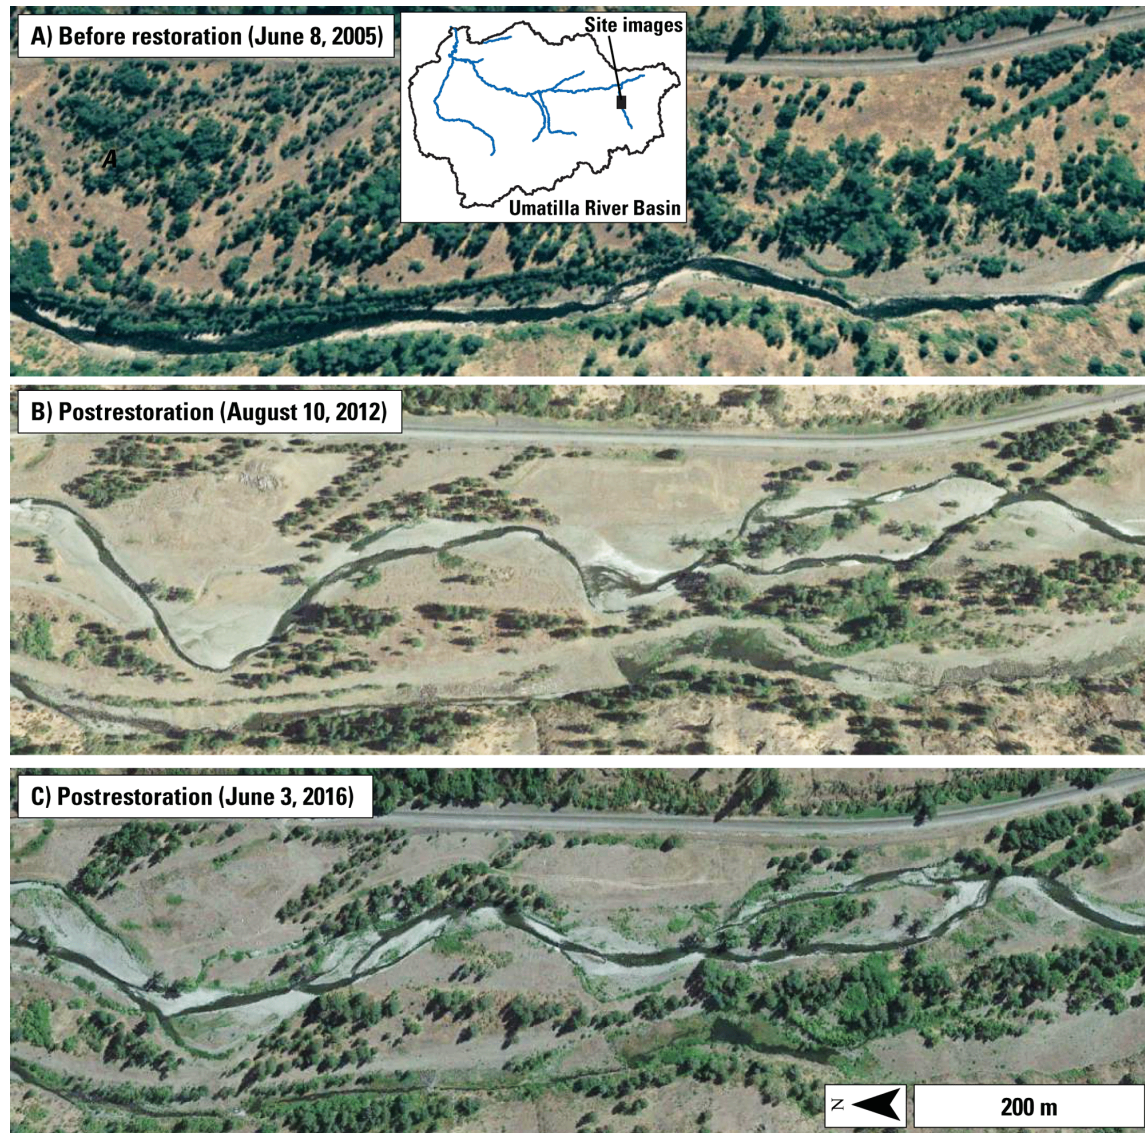 A) Before restoration (June 8, 2005)
Site images
A
Umatilla River Basin
B) Postrestoration (August 10, 2012)
C) Postrestoration (June 3, 2016)
N
200 m